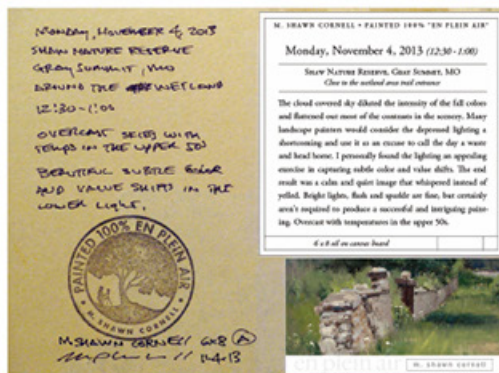 MONDAY, NOVEMBER 4, 2013
SHAW NATURE RESERVE
GRAY SUMMIT, MO
AROUND THE WETLAND
12:30-1:00
OVERCAST SKIES WITH
TEMPS IN THE UPPER 50s
BEAUTIFUL SUBTLE COLOR
AND VALUE SHIFTS IN THE
LOWER LIGHT.
PAINTED 100% EN PLEIN AIR
M. SHAWN CORNELL
M SHAWN CORNELL 6x8 A
11-4-13
M. SHAWN CORNELL • PAINTED 100% "EN PLEIN AIR"
Monday, November 4, 2013 (12:30 - 1:00)
SHAW NATURE RESERVE, GRAY SUMMIT, MO
Close to the wetland area trail entrance
The cloud covered sky diluted the intensity of the fall colors
and flattened out most of the contrasts in the scenery. Many
landscape painters would consider the depressed lighting a
shortcoming and use it as an excuse to call the day a waste
and head home. I personally found the lighting an appealing
exercise in capturing subtle color and value shifts. The end
result was a calm and quiet image that whispered instead of
yelled. Bright lights, flash and sparkle are fine, but certainly
aren't required to produce a successful and intriguing paint-
ing. Overcast with temperatures in the upper 50s.
6 x 8 oil on canvas board
en plein air
m. shawn cornell